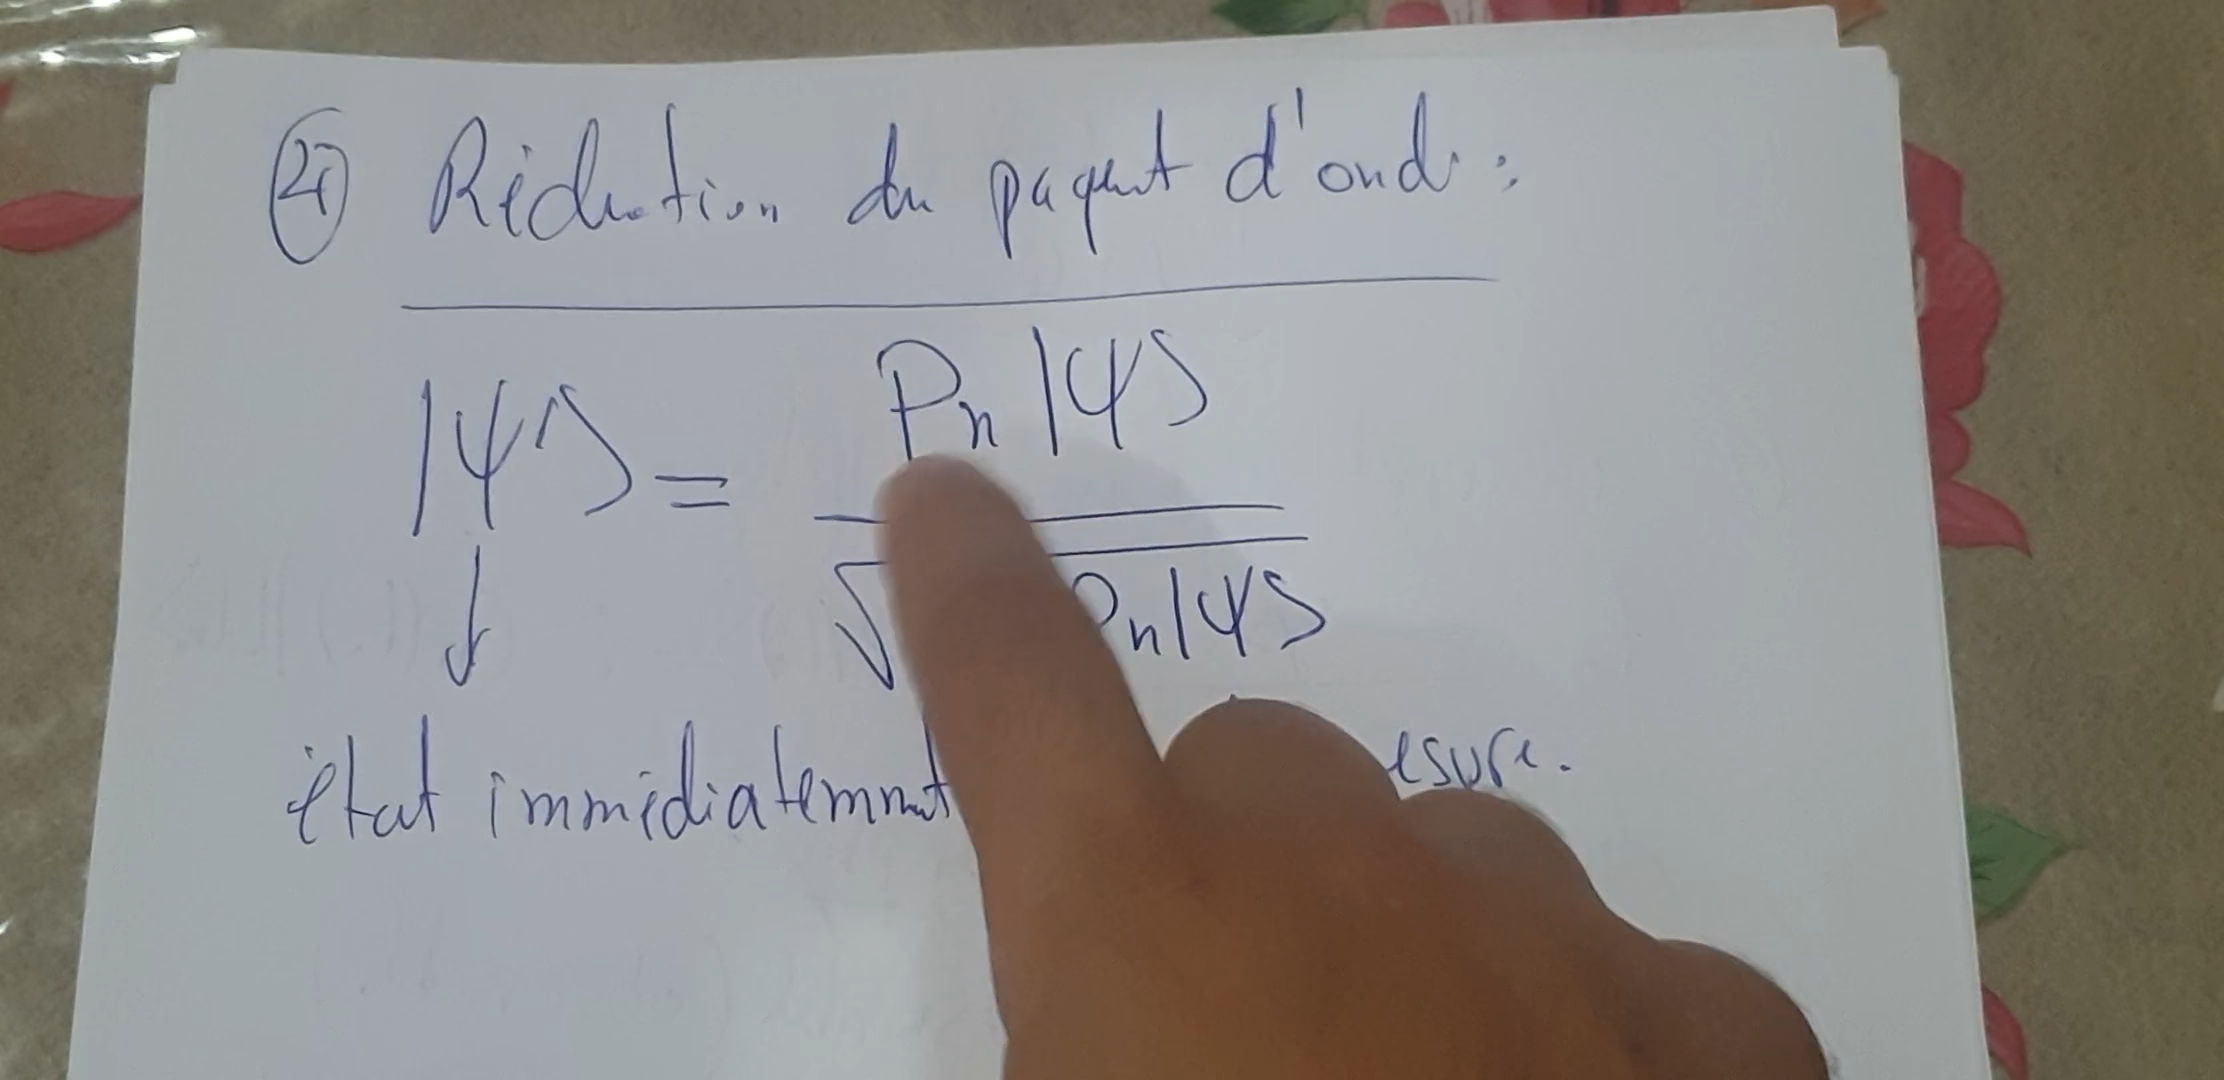 ④ Réduction du paquet d'onde :
|ψ'⟩ = Pn |ψ⟩
√ Pn|ψ⟩
état immédiatement esure.